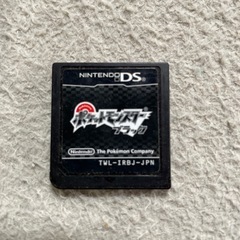 NINTENDO DS
ポケットモンスター
ブラック
Nintendo The Pokémon Company
TWL-IRBJ-JPN